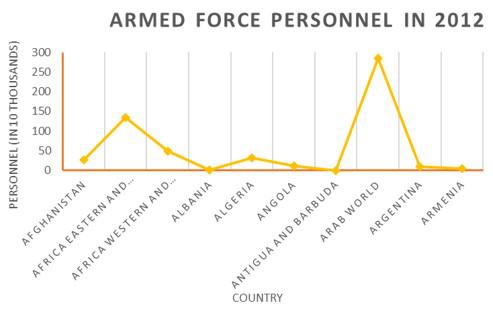 ARMED FORCE PERSONNEL IN 2012
PERSONNEL (IN 10 THOUSANDS)
300
250
200
150
100
50
0
AFGHANISTAN
AFRICA EASTERN AND...
AFRICA WESTERN AND...
ALBANIA
ALGERIA
ANGOLA
ANTIGUA AND BARBUDA
ARAB WORLD
ARGENTINA
ARMENIA
COUNTRY